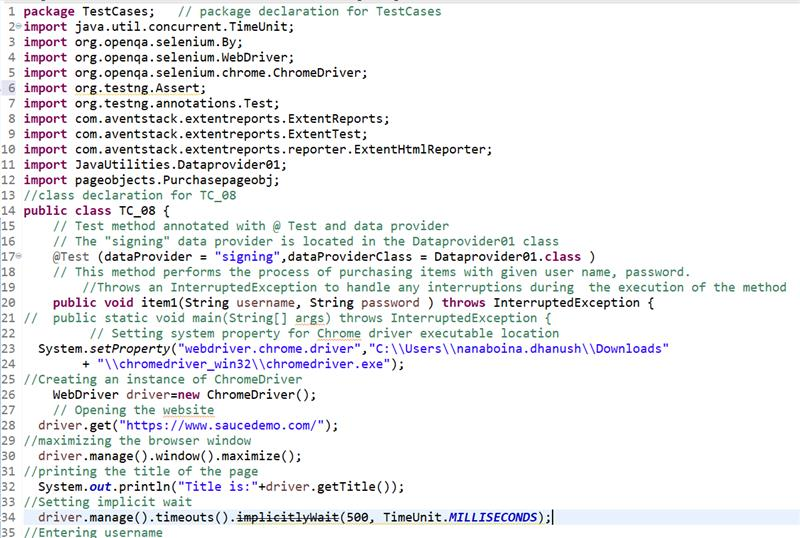 1 package TestCases;   // package declaration for TestCases
2 import java.util.concurrent.TimeUnit;
3 import org.openqa.selenium.By;
4 import org.openqa.selenium.WebDriver;
5 import org.openqa.selenium.chrome.ChromeDriver;
6 import org.testng.Assert;
7 import org.testng.annotations.Test;
8 import com.aventstack.extentreports.ExtentReports;
9 import com.aventstack.extentreports.ExtentTest;
10 import com.aventstack.extentreports.reporter.ExtentHtmlReporter;
11 import JavaUtilities.Dataprovider01;
12 import pageobjects.Purchasepageobj;
13 //class declaration for TC_08
14 public class TC_08 {
15     // Test method annotated with @ Test and data provider
16     // The "signing" data provider is located in the Dataprovider01 class
17     @Test (dataProvider = "signing",dataProviderClass = Dataprovider01.class )
18     // This method performs the process of purchasing items with given user name, password.
19         //Throws an InterruptedException to handle any interruptions during  the execution of the method
20     public void item1(String username, String password ) throws InterruptedException {
21 //  public static void main(String[] args) throws InterruptedException {
22          // Setting system property for Chrome driver executable location
23   System.setProperty("webdriver.chrome.driver","C:\\Users\\nanaboina.dhanush\\Downloads"
24         + "\\chromedriver_win32\\chromedriver.exe");
25 //Creating an instance of ChromeDriver
26     WebDriver driver=new ChromeDriver();
27     // Opening the website
28   driver.get("https://www.saucedemo.com/");
29 //maximizing the browser window
30   driver.manage().window().maximize();
31 //printing the title of the page
32   System.out.println("Title is:"+driver.getTitle());
33 //Setting implicit wait
34   driver.manage().timeouts().implicitlyWait(500, TimeUnit.MILLISECONDS);
35 //Entering username